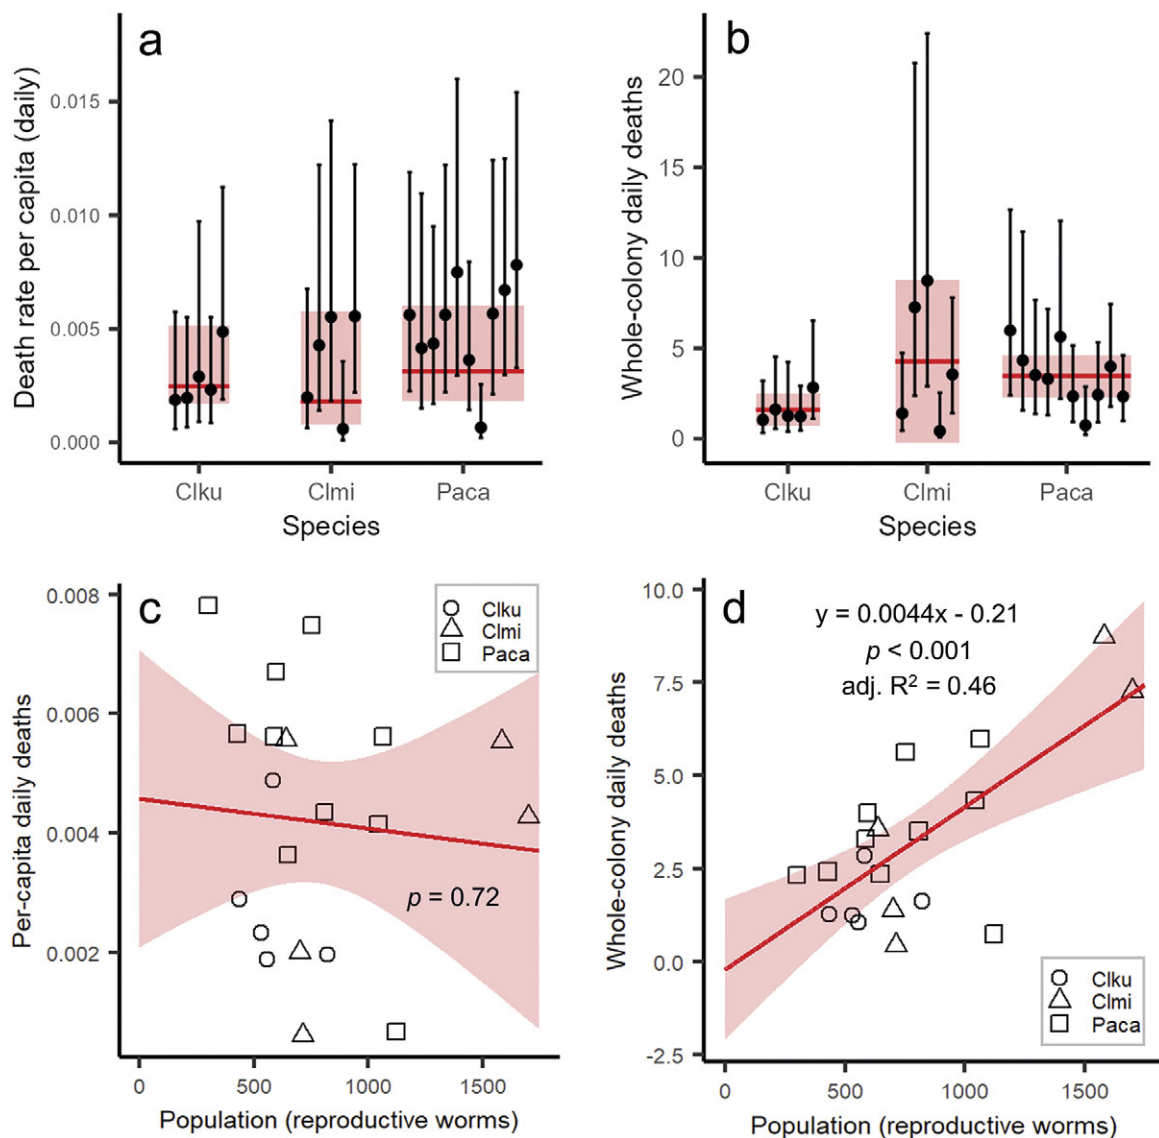 a
Death rate per capita (daily)
0.015
0.010
0.005
0.000
Clku
Clmi
Paca
Species
b
Whole-colony daily deaths
20
15
10
5
0
Clku
Clmi
Paca
Species
c
Per-capita daily deaths
0.008
0.006
0.004
0.002
Clku
Clmi
Paca
p = 0.72
0
500
1000
1500
Population (reproductive worms)
d
Whole-colony daily deaths
10.0
7.5
5.0
2.5
0.0
-2.5
y = 0.0044x - 0.21
p < 0.001
adj. R² = 0.46
Clku
Clmi
Paca
0
500
1000
1500
Population (reproductive worms)